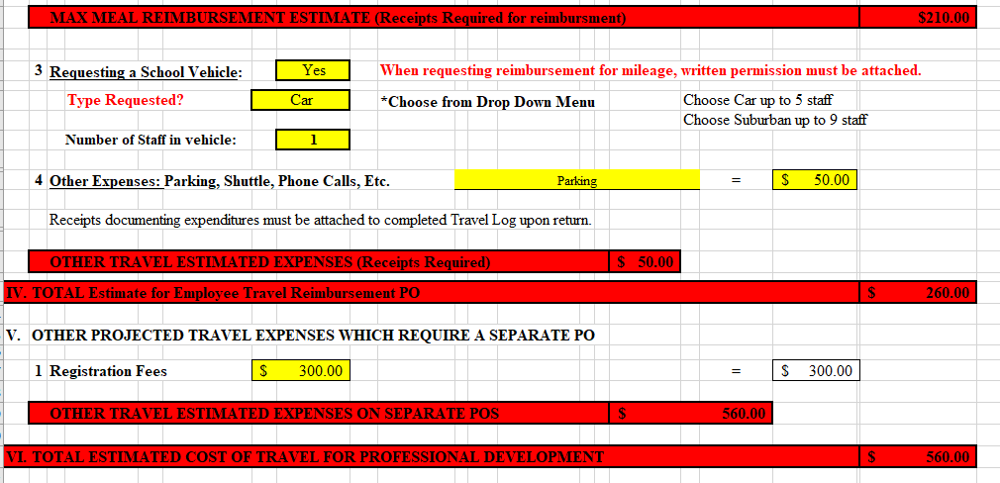 MAX MEAL REIMBURSEMENT ESTIMATE (Receipts Required for reimbursment) $210.00
3 Requesting a School Vehicle: Yes When requesting reimbursement for mileage, written permission must be attached.
Type Requested? Car *Choose from Drop Down Menu Choose Car up to 5 staff
Choose Suburban up to 9 staff
Number of Staff in vehicle: 1
4 Other Expenses: Parking, Shuttle, Phone Calls, Etc. Parking = $ 50.00
Receipts documenting expenditures must be attached to completed Travel Log upon return.
OTHER TRAVEL ESTIMATED EXPENSES (Receipts Required) $ 50.00
IV. TOTAL Estimate for Employee Travel Reimbursement PO $ 260.00
V. OTHER PROJECTED TRAVEL EXPENSES WHICH REQUIRE A SEPARATE PO
1 Registration Fees $ 300.00 = $ 300.00
OTHER TRAVEL ESTIMATED EXPENSES ON SEPARATE POS $ 560.00
VI. TOTAL ESTIMATED COST OF TRAVEL FOR PROFESSIONAL DEVELOPMENT $ 560.00